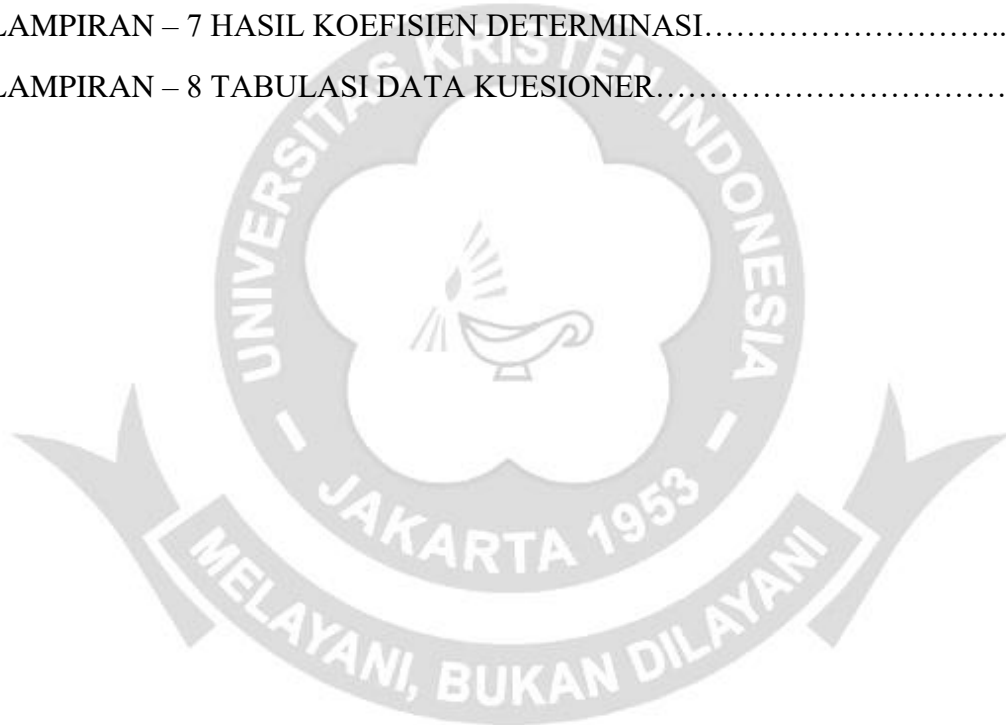 LAMPIRAN – 7 HASIL KOEFISIEN DETERMINASI………………………..
LAMPIRAN – 8 TABULASI DATA KUESIONER……………………………
UNIVERSITAS KRISTEN INDONESIA
– JAKARTA 1953 –
MELAYANI, BUKAN DILAYANI